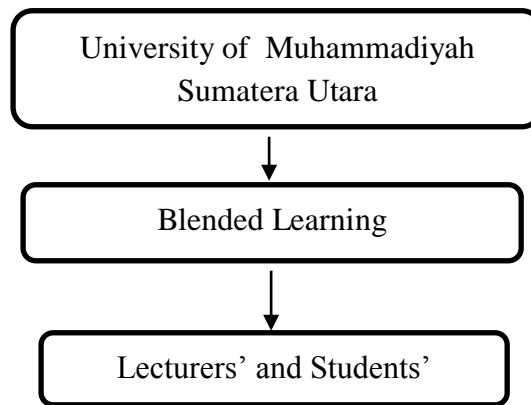 University of Muhammadiyah
Sumatera Utara
Blended Learning
Lecturers’ and Students’